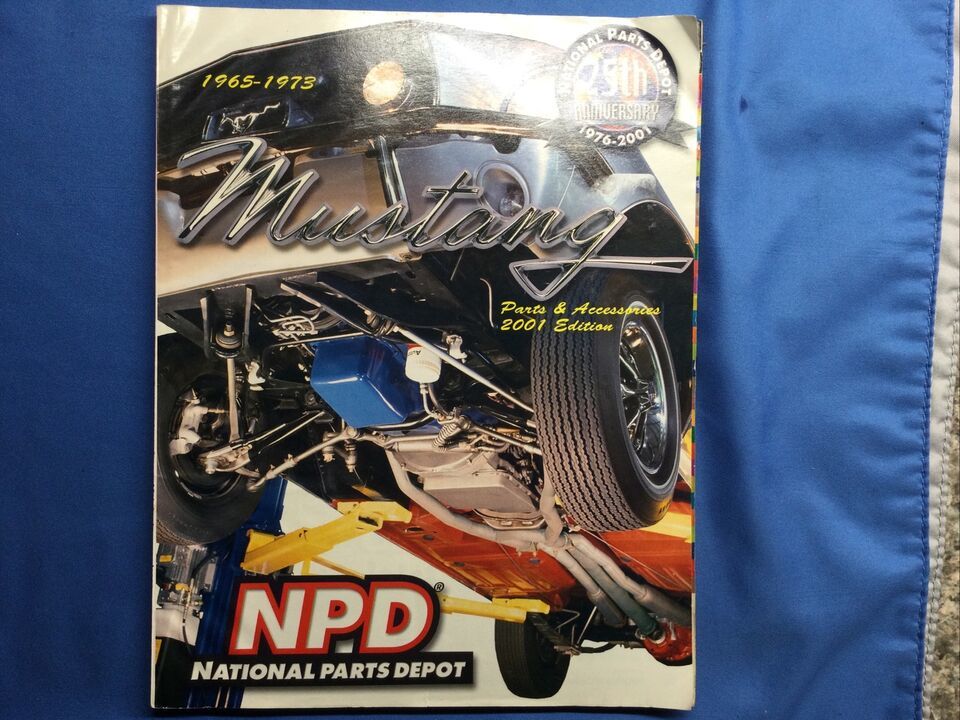 1965-1973
NATIONAL PARTS DEPOT
25th
ANNIVERSARY
1976-2001
Mustang
Parts & Accessories
2001 Edition
NPD®
NATIONAL PARTS DEPOT